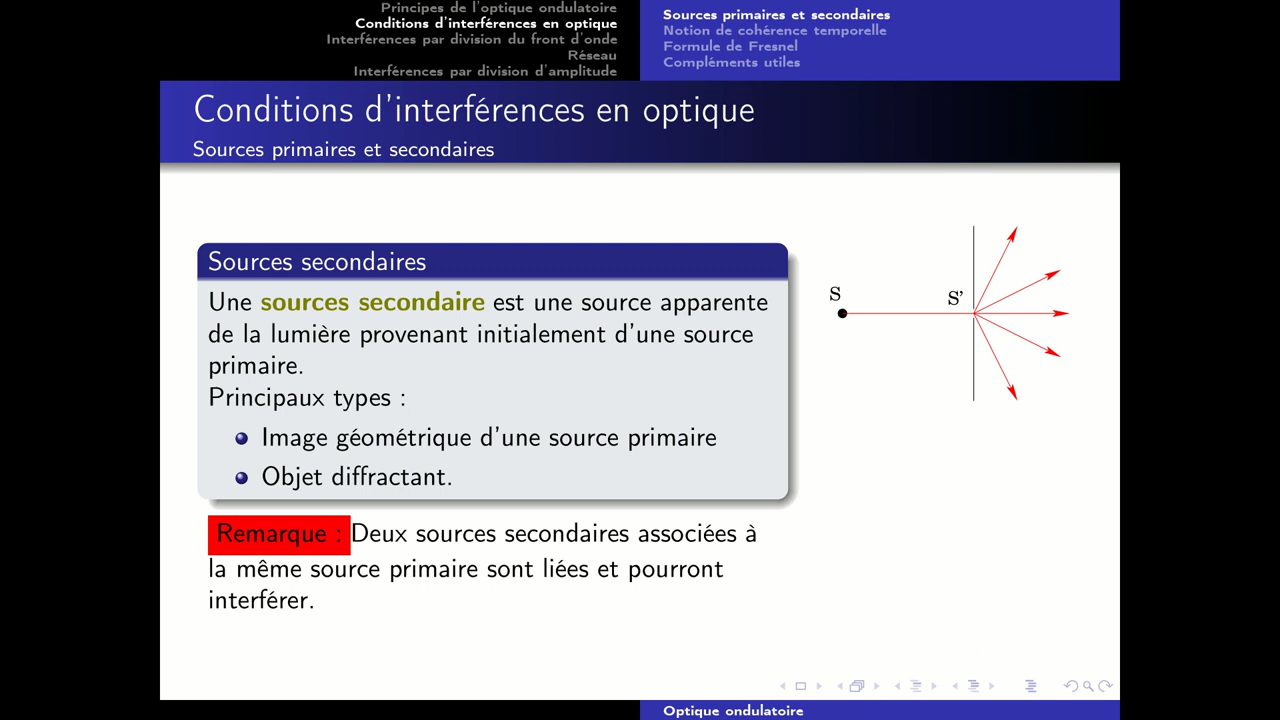 Principes de l'optique ondulatoire
Conditions d'interférences en optique
Interférences par division du front d'onde
Réseau
Interférences par division d'amplitude
Sources primaires et secondaires
Notion de cohérence temporelle
Formule de Fresnel
Compléments utiles
Conditions d'interférences en optique
Sources primaires et secondaires
Sources secondaires
Une sources secondaire est une source apparente
de la lumière provenant initialement d'une source
primaire.
Principaux types :
Image géométrique d'une source primaire
Objet diffractant.
Remarque : Deux sources secondaires associées à
la même source primaire sont liées et pourront
interférer.
S
S'
Optique ondulatoire